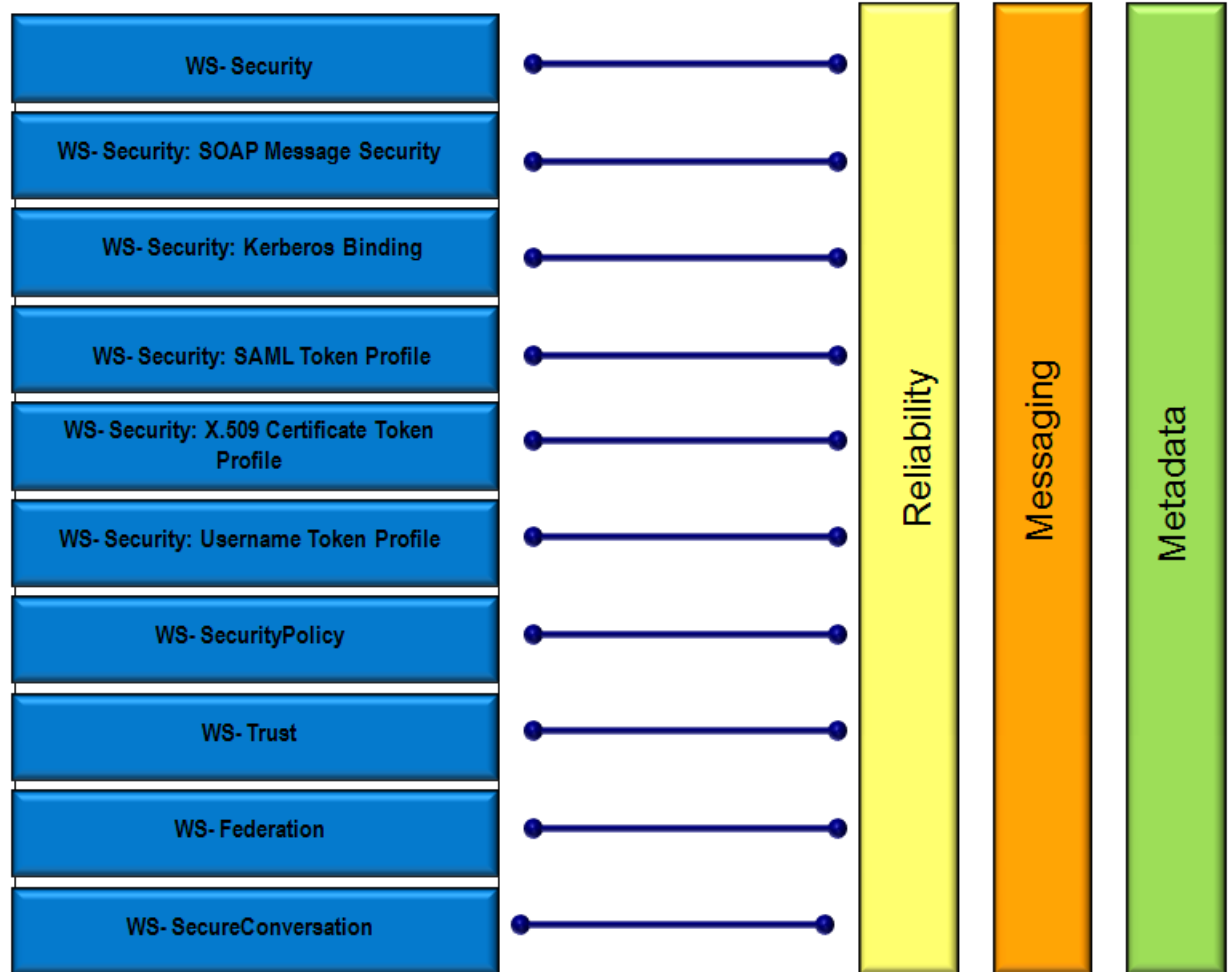 WS- Security
WS- Security: SOAP Message Security
WS- Security: Kerberos Binding
WS- Security: SAML Token Profile
WS- Security: X.509 Certificate Token
Profile
WS- Security: Username Token Profile
WS- SecurityPolicy
WS- Trust
WS- Federation
WS- SecureConversation
Reliability
Messaging
Metadata